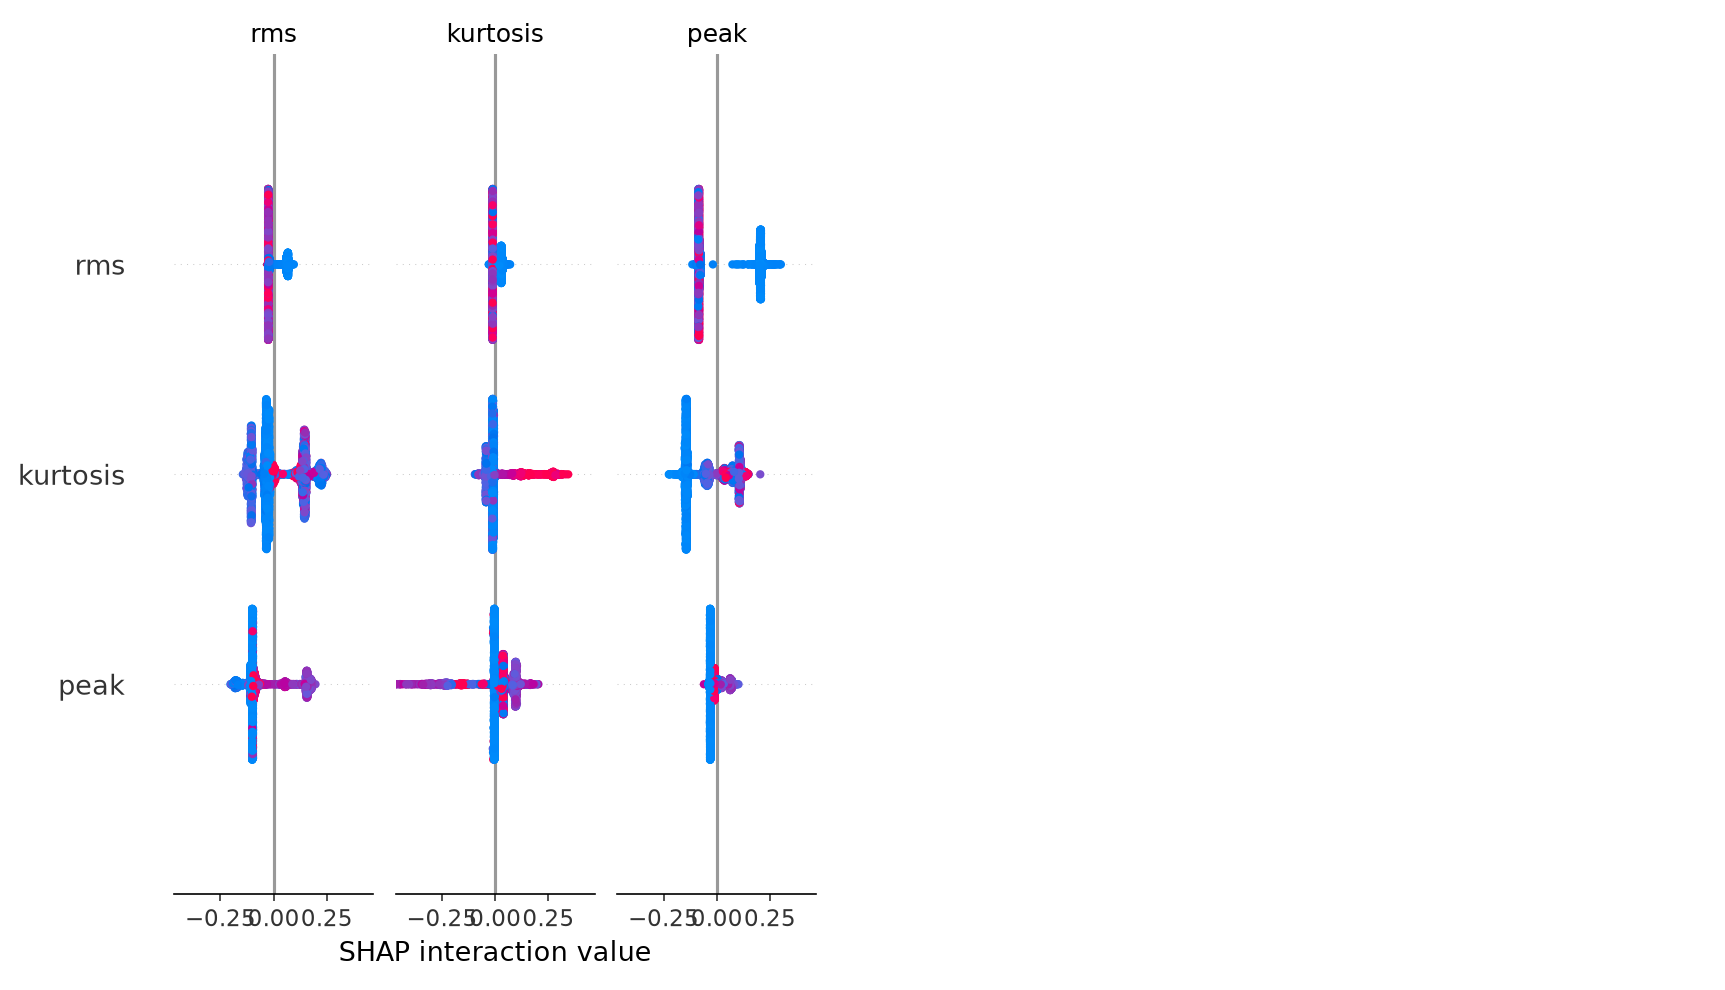 rms kurtosis peak
rms
kurtosis
peak
−0.25 0.00 0.25 −0.25 0.00 0.25 −0.25 0.00 0.25
SHAP interaction value